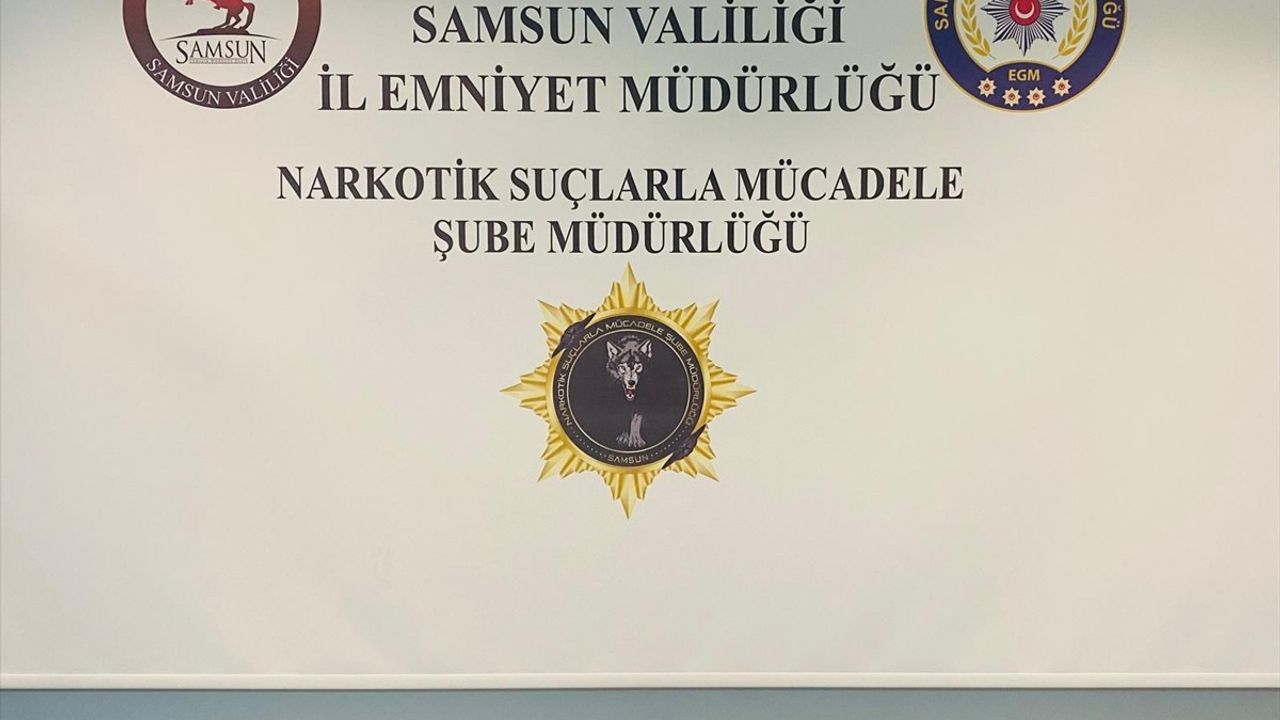 SAMSUN VALİLİĞİ
İL EMNİYET MÜDÜRLÜĞÜ
NARKOTİK SUÇLARLA MÜCADELE
ŞUBE MÜDÜRLÜĞÜ
SAMSUN
SAMSUN VALİLİĞİ
EGM
NARKOTİK SUÇLARLA MÜCADELE ŞUBE MÜDÜRLÜĞÜ
SAMSUN